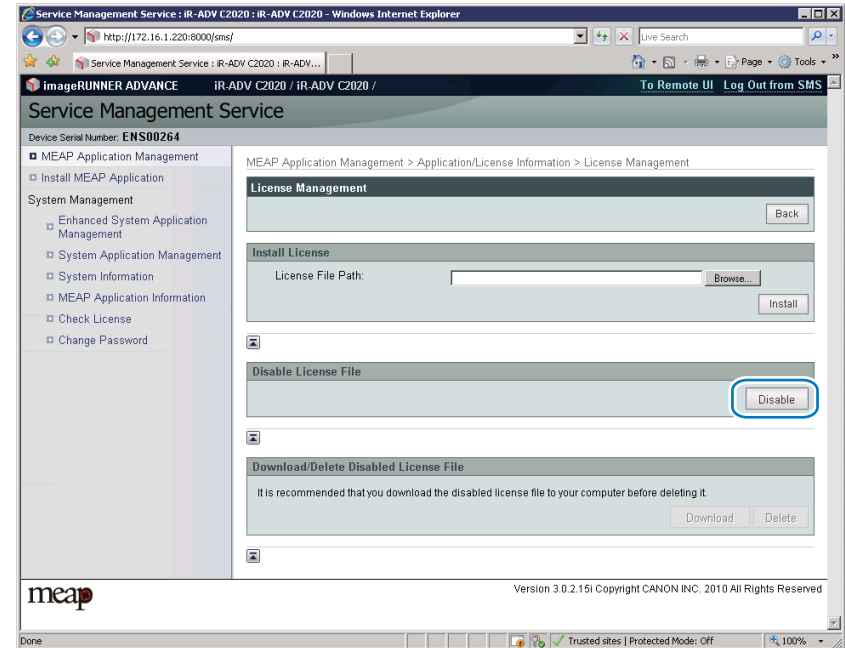 Service Management Service : iR-ADV C2020 : iR-ADV C2020 - Windows Internet Explorer
http://172.16.1.220:8000/sms/
Live Search
Service Management Service : iR-ADV C2020 : iR-ADV...
Page
Tools
imageRUNNER ADVANCE iR-ADV C2020 / iR-ADV C2020 /
To Remote UI Log Out from SMS
Service Management Service
Device Serial Number: ENS00264
MEAP Application Management
Install MEAP Application
System Management
Enhanced System Application
Management
System Application Management
System Information
MEAP Application Information
Check License
Change Password
MEAP Application Management > Application/License Information > License Management
License Management
Back
Install License
License File Path:
Browse...
Install
Disable License File
Disable
Download/Delete Disabled License File
It is recommended that you download the disabled license file to your computer before deleting it.
Download Delete
meap
Version 3.0.2.15i Copyright CANON INC. 2010 All Rights Reserved
Done
Trusted sites | Protected Mode: Off
100%